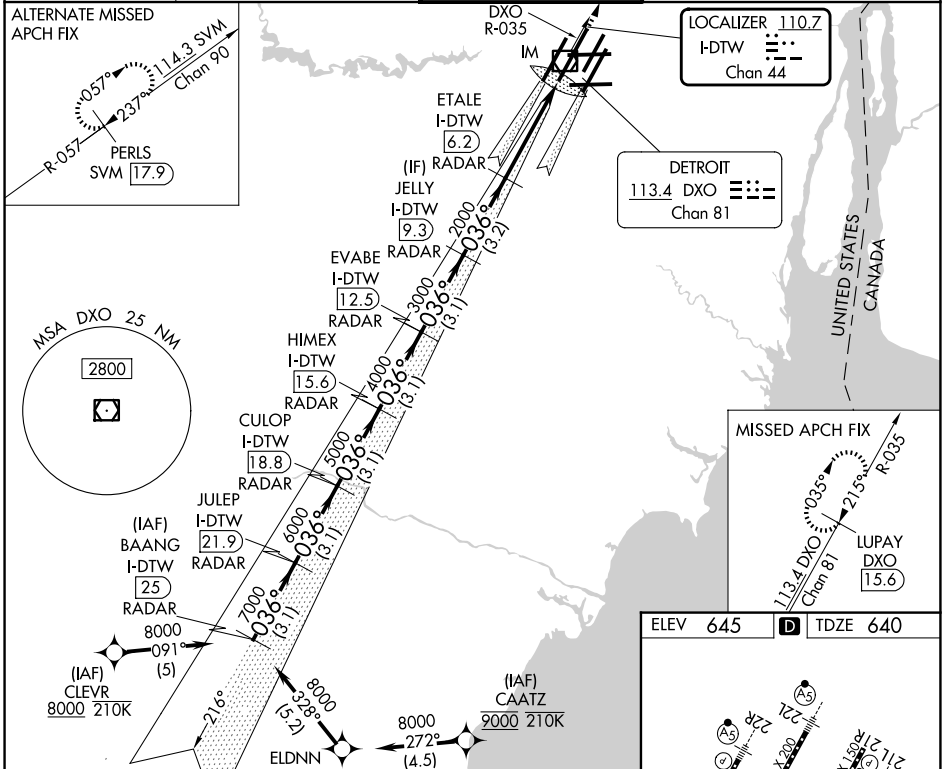 ALTERNATE MISSED
APCH FIX
057°
237°
114.3 SVM
Chan 90
R-057
PERLS
SVM 17.9
DXO
R-035
IM
LOCALIZER 110.7
I-DTW
Chan 44
DETROIT
113.4 DXO
Chan 81
ETALE
I-DTW
6.2
RADAR
(IF)
JELLY
I-DTW
9.3
RADAR
2000
036°
(3.2)
EVABE
I-DTW
12.5
RADAR
3000
036°
(3.1)
HIMEX
I-DTW
15.6
RADAR
4000
036°
(3.1)
CULOP
I-DTW
18.8
RADAR
5000
036°
(3.1)
JULEP
I-DTW
21.9
RADAR
6000
036°
(3.1)
(IAF)
BAANG
I-DTW
25
RADAR
7000
036°
(3.1)
MSA DXO 25 NM
2800
UNITED STATES
CANADA
MISSED APCH FIX
035°
215°
R-035
113.4 DXO
Chan 81
LUPAY
DXO
15.6
8000
091°
(5)
(IAF)
CLEVR
8000 210K
216°
8000
328°
(5.2)
ELDNN
8000
272°
(4.5)
(IAF)
CAATZ
9000 210K
ELEV 645
D
TDZE 640
A5
22R
A5
22L
X 200
X 150
21R
21L
P
P